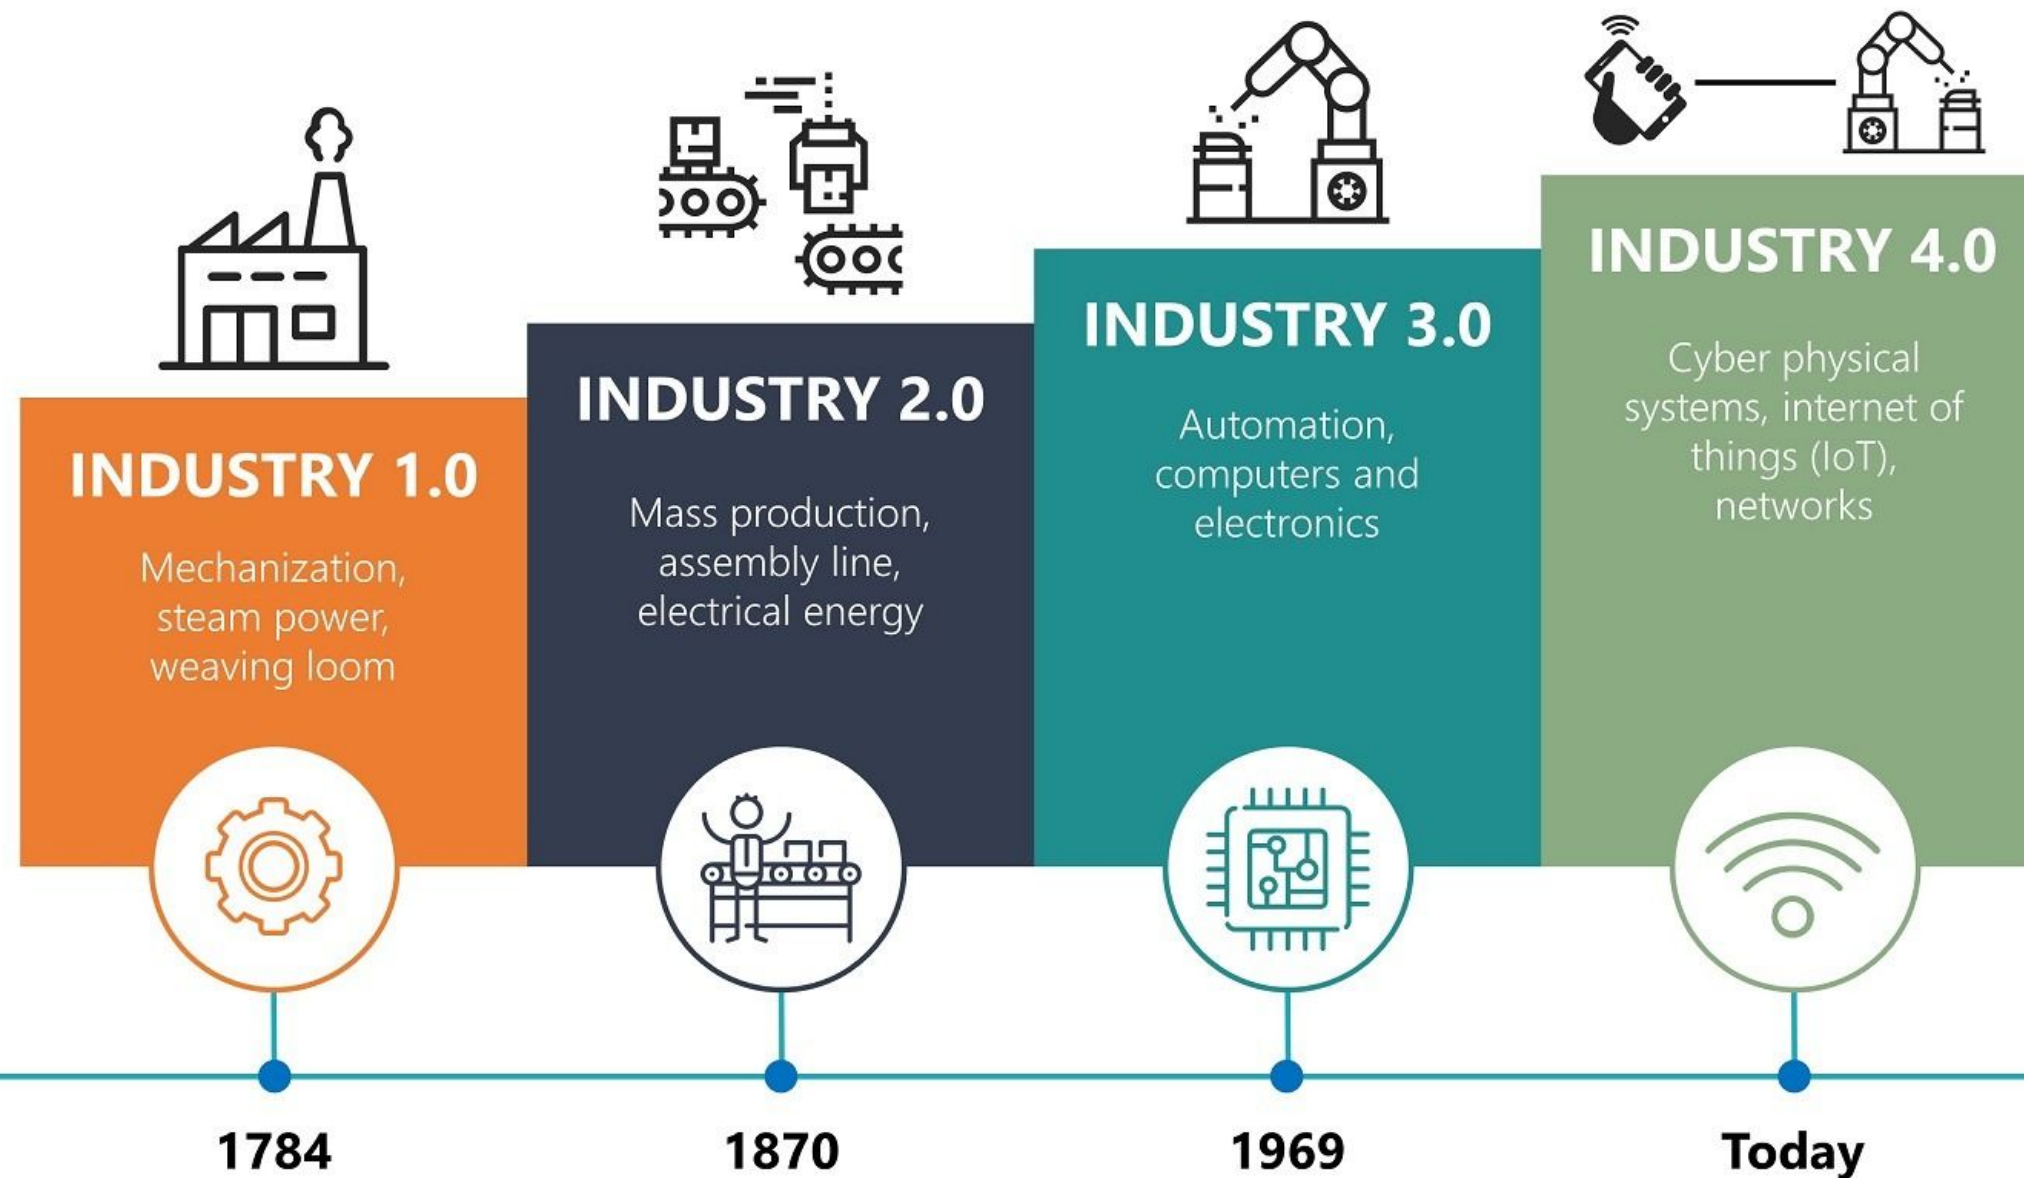 INDUSTRY 1.0
Mechanization,
steam power,
weaving loom
1784
INDUSTRY 2.0
Mass production,
assembly line,
electrical energy
1870
INDUSTRY 3.0
Automation,
computers and
electronics
1969
INDUSTRY 4.0
Cyber physical
systems, internet of
things (IoT),
networks
Today